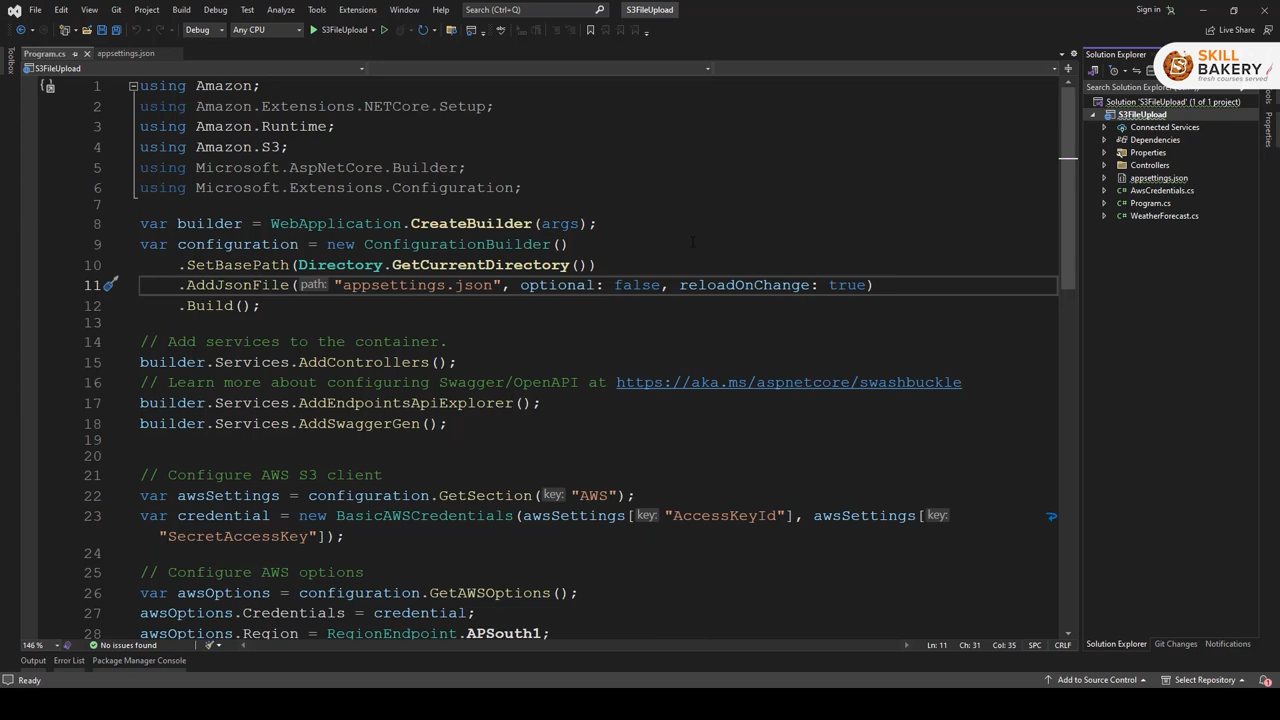 File Edit View Git Project Build Debug Test Analyze Tools Extensions Window Help Search (Ctrl+Q) S3FileUpload Sign in
Debug Any CPU S3FileUpload Live Share
Toolbox
Program.cs appsettings.json
S3FileUpload
1 using Amazon;
2 using Amazon.Extensions.NETCore.Setup;
3 using Amazon.Runtime;
4 using Amazon.S3;
5 using Microsoft.AspNetCore.Builder;
6 using Microsoft.Extensions.Configuration;
7
8 var builder = WebApplication.CreateBuilder(args);
9 var configuration = new ConfigurationBuilder()
10 .SetBasePath(Directory.GetCurrentDirectory())
11 .AddJsonFile(path: "appsettings.json", optional: false, reloadOnChange: true)
12 .Build();
13
14 // Add services to the container.
15 builder.Services.AddControllers();
16 // Learn more about configuring Swagger/OpenAPI at https://aka.ms/aspnetcore/swashbuckle
17 builder.Services.AddEndpointsApiExplorer();
18 builder.Services.AddSwaggerGen();
19
20
21 // Configure AWS S3 client
22 var awsSettings = configuration.GetSection(key: "AWS");
23 var credential = new BasicAWSCredentials(awsSettings[key: "AccessKeyId"], awsSettings[key:
"SecretAccessKey"]);
24
25 // Configure AWS options
26 var awsOptions = configuration.GetAWSOptions();
27 awsOptions.Credentials = credential;
28 awsOptions.Region = RegionEndpoint.APSouth1;
146 % No issues found Ln: 11 Ch: 31 Col: 35 SPC CRLF
Output Error List Package Manager Console
Ready Add to Source Control Select Repository 1
Solution Explorer
SKILL
BAKERY
fresh courses served
Search Solution Explorer
Solution 'S3FileUpload' (1 of 1 project)
S3FileUpload
Connected Services
Dependencies
Properties
Controllers
appsettings.json
AwsCredentials.cs
Program.cs
WeatherForecast.cs
Solution Explorer Git Changes Notifications
Properties